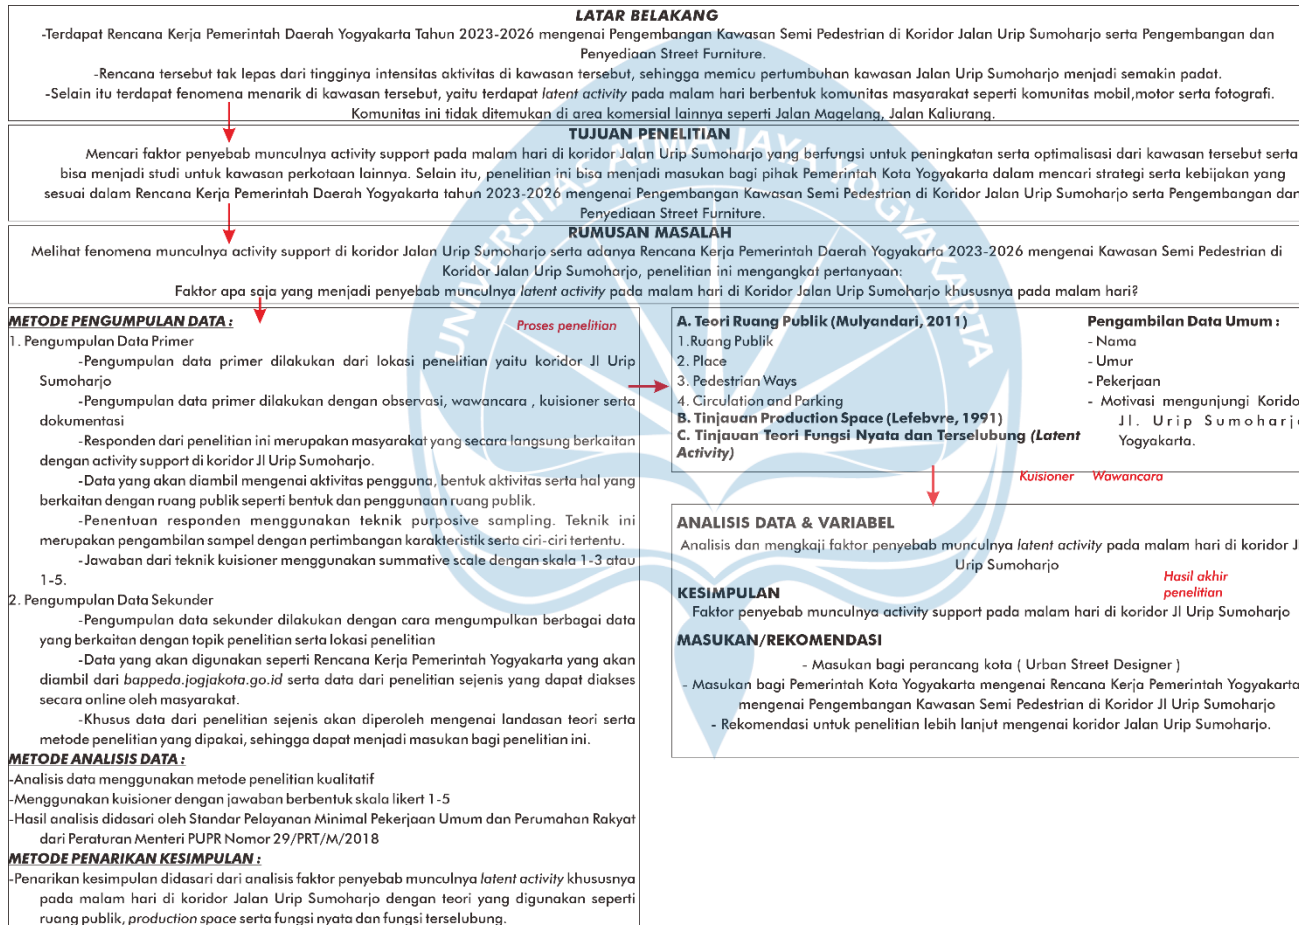 LATAR BELAKANG
-Terdapat Rencana Kerja Pemerintah Daerah Yogyakarta Tahun 2023-2026 mengenai Pengembangan Kawasan Semi Pedestrian di Koridor Jalan Urip Sumoharjo serta Pengembangan dan
Penyediaan Street Furniture.
-Rencana tersebut tak lepas dari tingginya intensitas aktivitas di kawasan tersebut, sehingga memicu pertumbuhan kawasan Jalan Urip Sumoharjo menjadi semakin padat.
-Selain itu terdapat fenomena menarik di kawasan tersebut, yaitu terdapat latent activity pada malam hari berbentuk komunitas masyarakat seperti komunitas mobil,motor serta fotografi.
Komunitas ini tidak ditemukan di area komersial lainnya seperti Jalan Magelang, Jalan Kaliurang.
TUJUAN PENELITIAN
Mencari faktor penyebab munculnya activity support pada malam hari di koridor Jalan Urip Sumoharjo yang berfungsi untuk peningkatan serta optimalisasi dari kawasan tersebut serta
bisa menjadi studi untuk kawasan perkotaan lainnya. Selain itu, penelitian ini bisa menjadi masukan bagi pihak Pemerintah Kota Yogyakarta dalam mencari strategi serta kebijakan yang
sesuai dalam Rencana Kerja Pemerintah Daerah Yogyakarta tahun 2023-2026 mengenai Pengembangan Kawasan Semi Pedestrian di Koridor Jalan Urip Sumoharjo serta Pengembangan dan
Penyediaan Street Furniture.
RUMUSAN MASALAH
Melihat fenomena munculnya activity support di koridor Jalan Urip Sumoharjo serta adanya Rencana Kerja Pemerintah Daerah Yogyakarta 2023-2026 mengenai Kawasan Semi Pedestrian di
Koridor Jalan Urip Sumoharjo, penelitian ini mengangkat pertanyaan:
Faktor apa saja yang menjadi penyebab munculnya latent activity pada malam hari di Koridor Jalan Urip Sumoharjo khususnya pada malam hari?
METODE PENGUMPULAN DATA :
Proses penelitian
1. Pengumpulan Data Primer
-Pengumpulan data primer dilakukan dari lokasi penelitian yaitu koridor Jl Urip
Sumoharjo
-Pengumpulan data primer dilakukan dengan observasi, wawancara , kuisioner serta
dokumentasi
-Responden dari penelitian ini merupakan masyarakat yang secara langsung berkaitan
dengan activity support di koridor Jl Urip Sumoharjo.
-Data yang akan diambil mengenai aktivitas pengguna, bentuk aktivitas serta hal yang
berkaitan dengan ruang publik seperti bentuk dan penggunaan ruang publik.
-Penentuan responden menggunakan teknik purposive sampling. Teknik ini
merupakan pengambilan sampel dengan pertimbangan karakteristik serta ciri-ciri tertentu.
-Jawaban dari teknik kuisioner menggunakan summative scale dengan skala 1-3 atau
1-5.
2. Pengumpulan Data Sekunder
-Pengumpulan data sekunder dilakukan dengan cara mengumpulkan berbagai data
yang berkaitan dengan topik penelitian serta lokasi penelitian
-Data yang akan digunakan seperti Rencana Kerja Pemerintah Yogyakarta yang akan
diambil dari bappeda.jogjakota.go.id serta data dari penelitian sejenis yang dapat diakses
secara online oleh masyarakat.
-Khusus data dari penelitian sejenis akan diperoleh mengenai landasan teori serta
metode penelitian yang dipakai, sehingga dapat menjadi masukan bagi penelitian ini.
METODE ANALISIS DATA :
-Analisis data menggunakan metode penelitian kualitatif
-Menggunakan kuisioner dengan jawaban berbentuk skala likert 1-5
-Hasil analisis didasari oleh Standar Pelayanan Minimal Pekerjaan Umum dan Perumahan Rakyat
dari Peraturan Menteri PUPR Nomor 29/PRT/M/2018
METODE PENARIKAN KESIMPULAN :
-Penarikan kesimpulan didasari dari analisis faktor penyebab munculnya latent activity khususnya
pada malam hari di koridor Jalan Urip Sumoharjo dengan teori yang digunakan seperti
ruang publik, production space serta fungsi nyata dan fungsi terselubung.
A. Teori Ruang Publik (Mulyandari, 2011)
1.Ruang Publik
2. Place
3. Pedestrian Ways
4. Circulation and Parking
B. Tinjauan Production Space (Lefebvre, 1991)
C. Tinjauan Teori Fungsi Nyata dan Terselubung (Latent
Activity)
Pengambilan Data Umum :
- Nama
- Umur
- Pekerjaan
- Motivasi mengunjungi Korido
Jl. Urip Sumoharjo
Yogyakarta.
Kuisioner Wawancara
ANALISIS DATA & VARIABEL
Analisis dan mengkaji faktor penyebab munculnya latent activity pada malam hari di koridor Jl
Urip Sumoharjo
Hasil akhir
penelitian
KESIMPULAN
Faktor penyebab munculnya activity support pada malam hari di koridor Jl Urip Sumoharjo
MASUKAN/REKOMENDASI
- Masukan bagi perancang kota ( Urban Street Designer )
- Masukan bagi Pemerintah Kota Yogyakarta mengenai Rencana Kerja Pemerintah Yogyakarta
mengenai Pengembangan Kawasan Semi Pedestrian di Koridor Jl Urip Sumoharjo
- Rekomendasi untuk penelitian lebih lanjut mengenai koridor Jalan Urip Sumoharjo.
UNIVERSITAS ATMA JAYA YOGYAKARTA